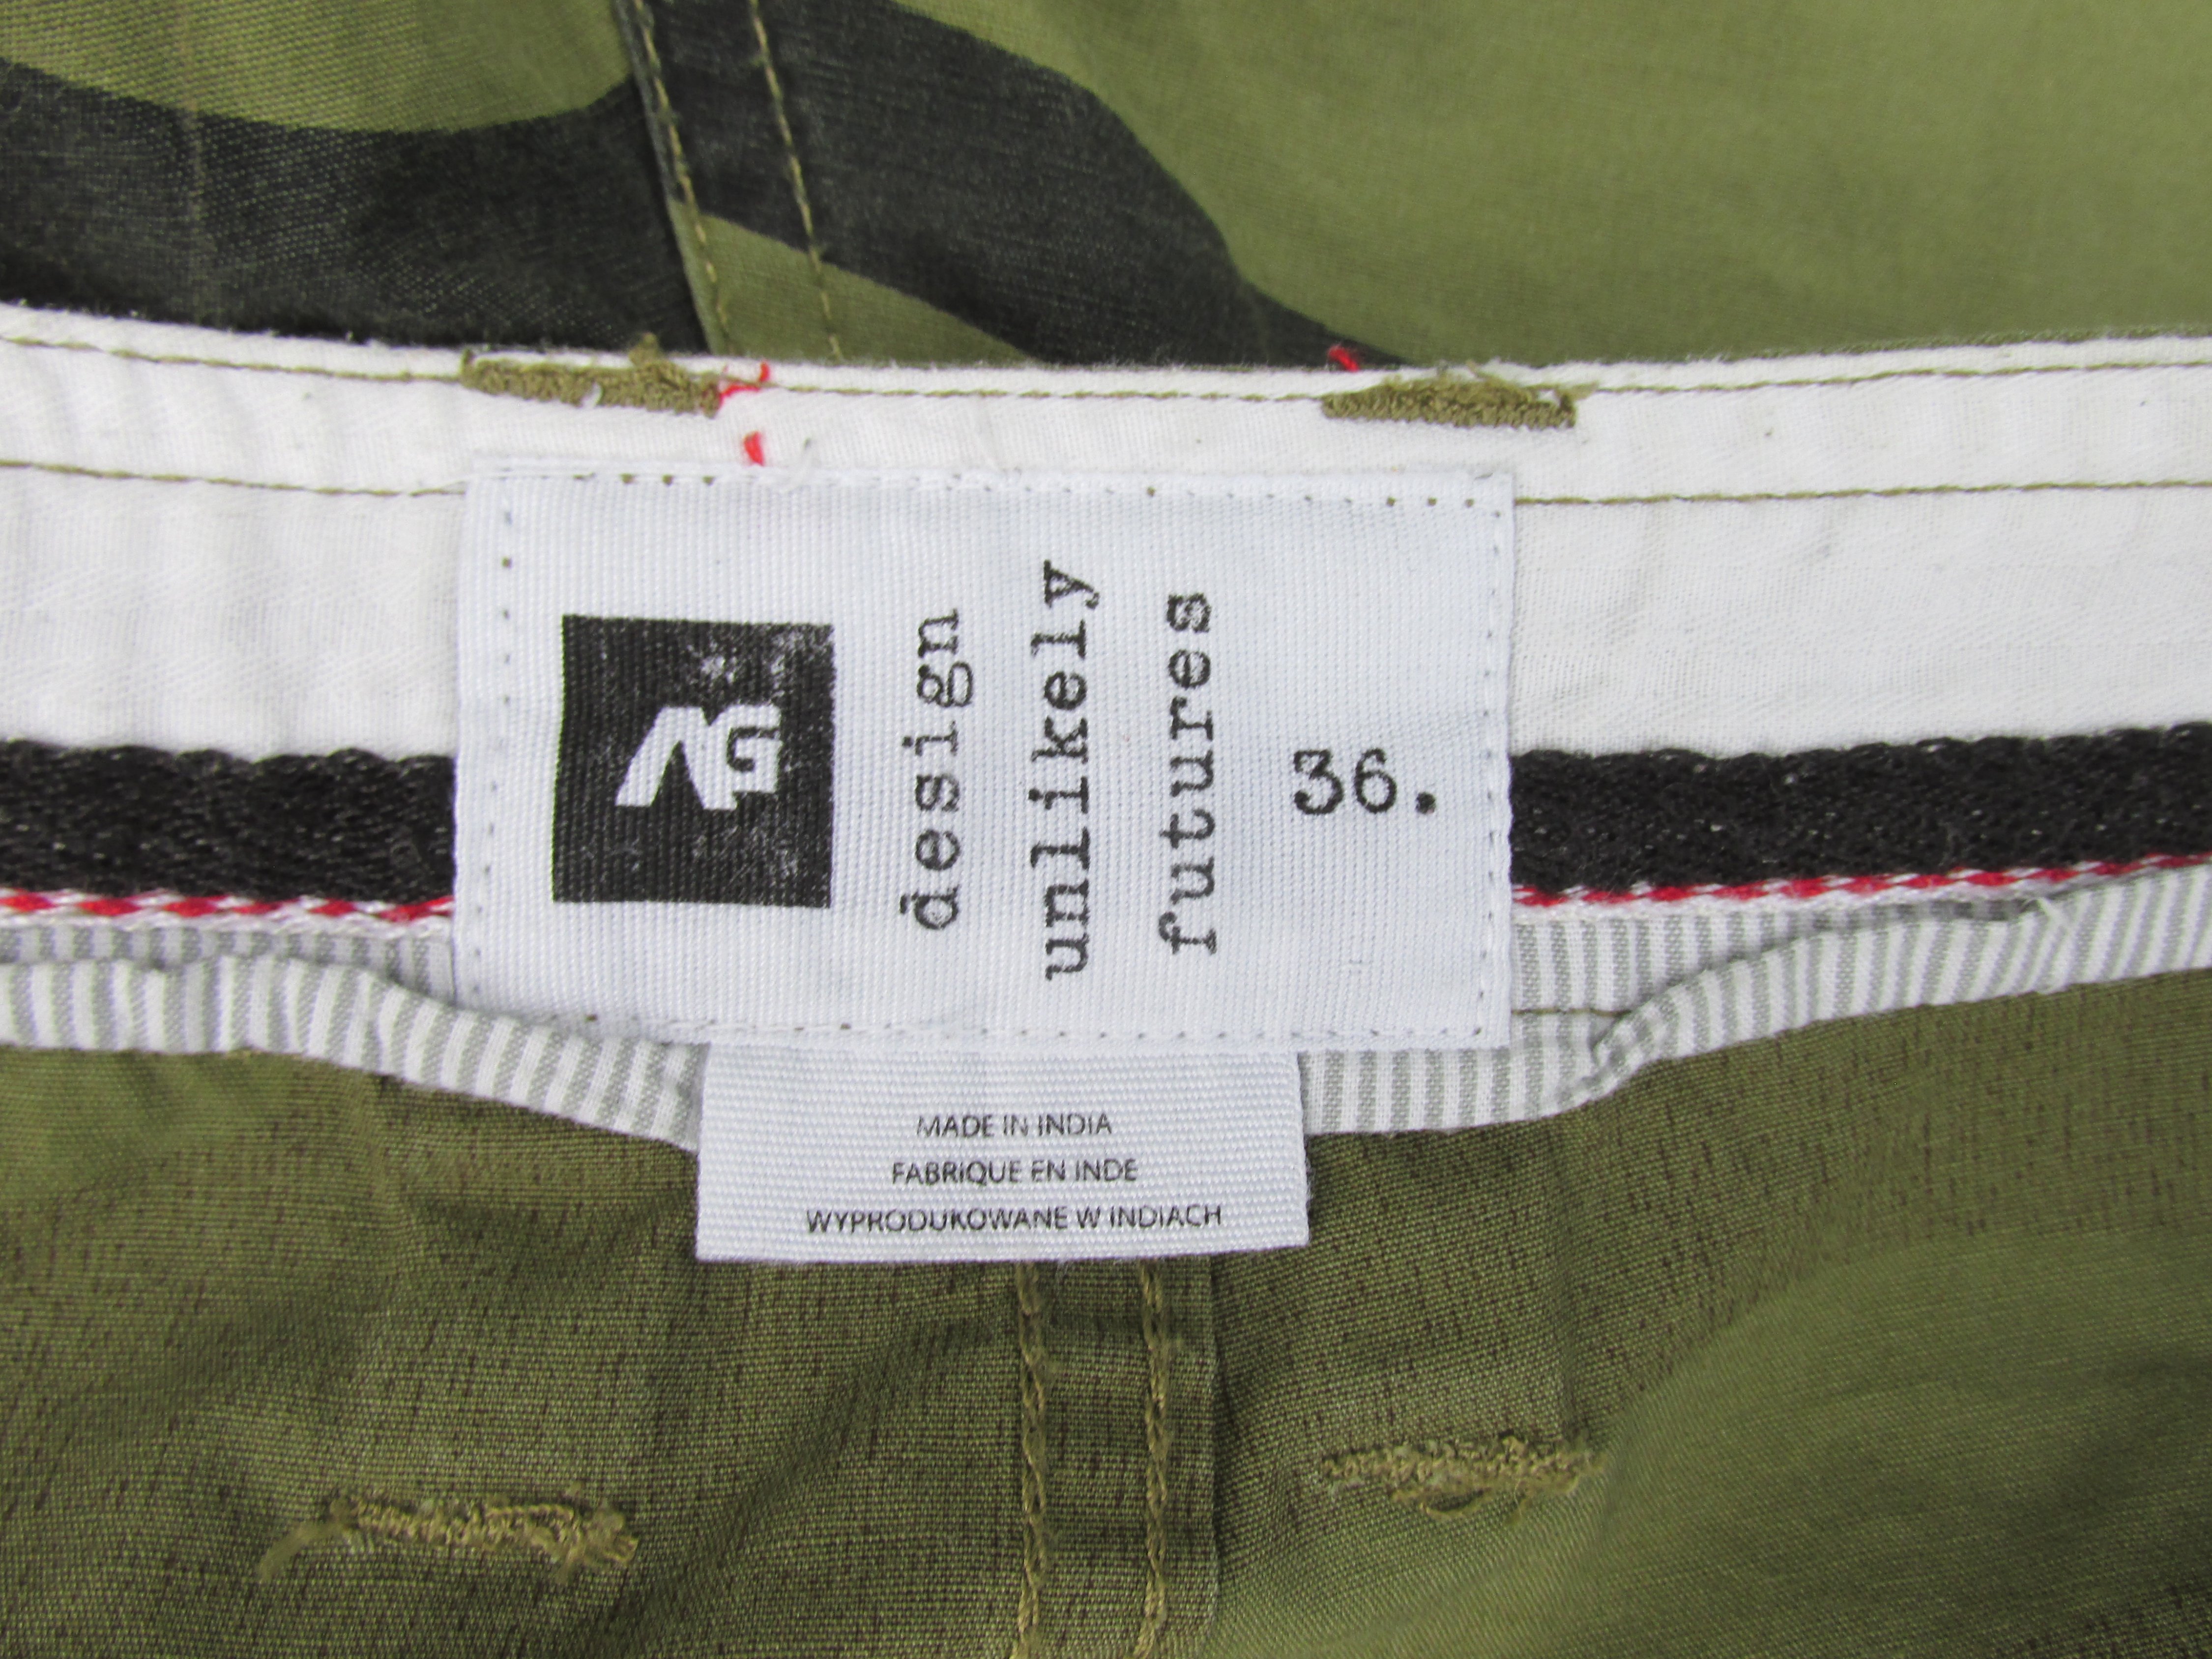 AG
design
unlikely
futures
36.
MADE IN INDIA
FABRIQUE EN INDE
WYPRODUKOWANE W INDIACH